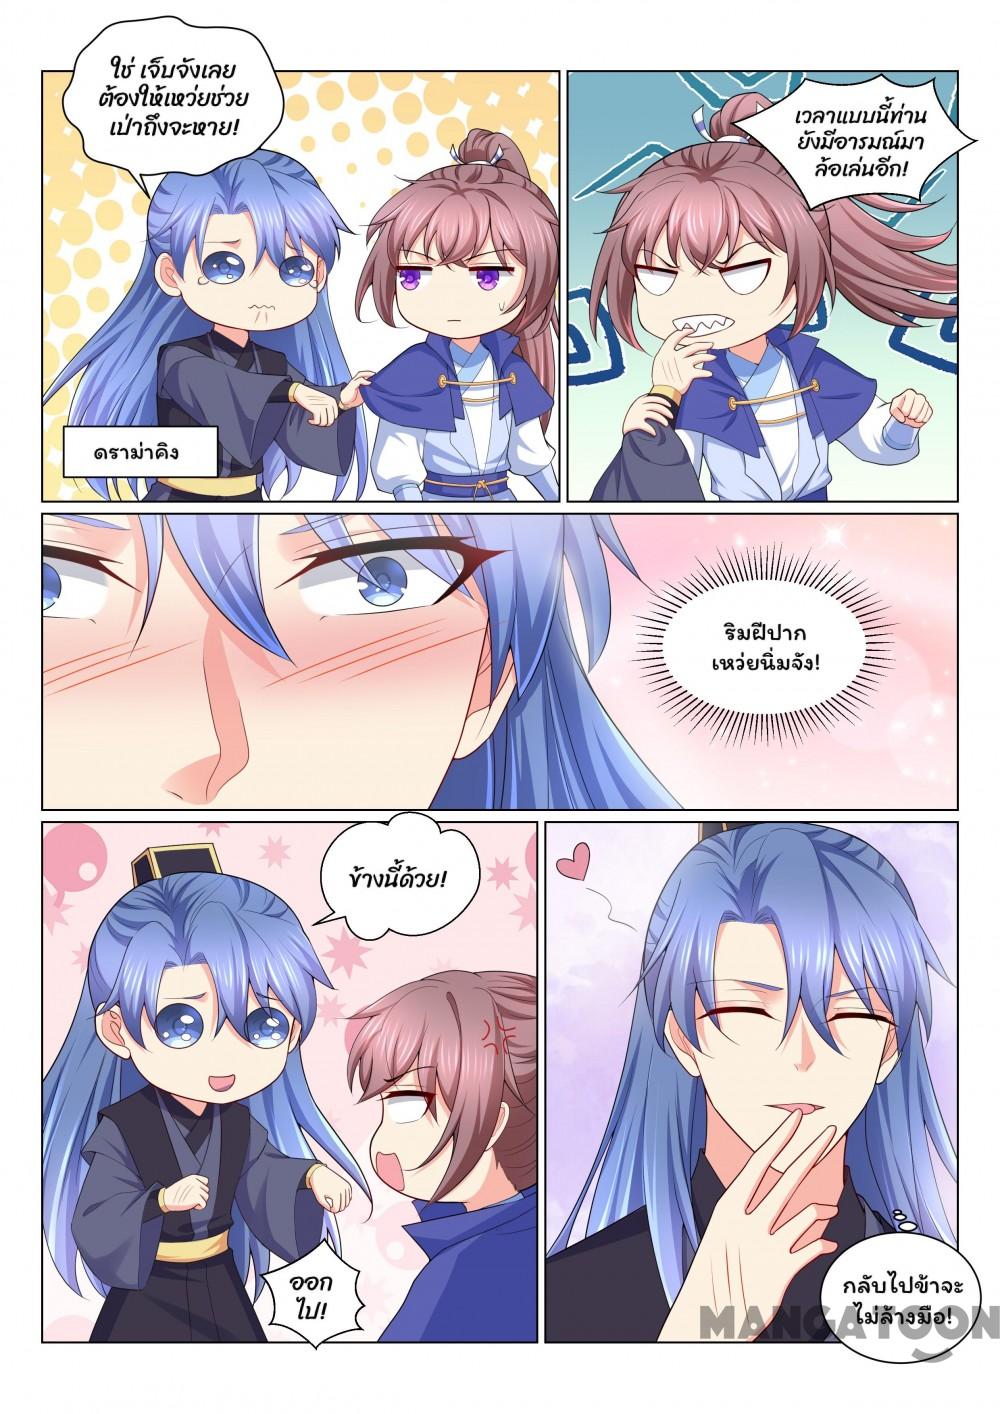 ใช่ เจ็บจังเลย
ต้องให้เหว่ยช่วย
เป่าถึงจะหาย!
ดราม่าคิง
เวลาแบบนี้ท่าน
ยังมีอารมณ์มา
ล้อเล่นอีก!
ริมฝีปาก
เหว่ยนิ่มจัง!
ข้างนี้ด้วย!
ออก
ไป!
กลับไปข้าจะ
ไม่ล้างมือ!
MANGATOON